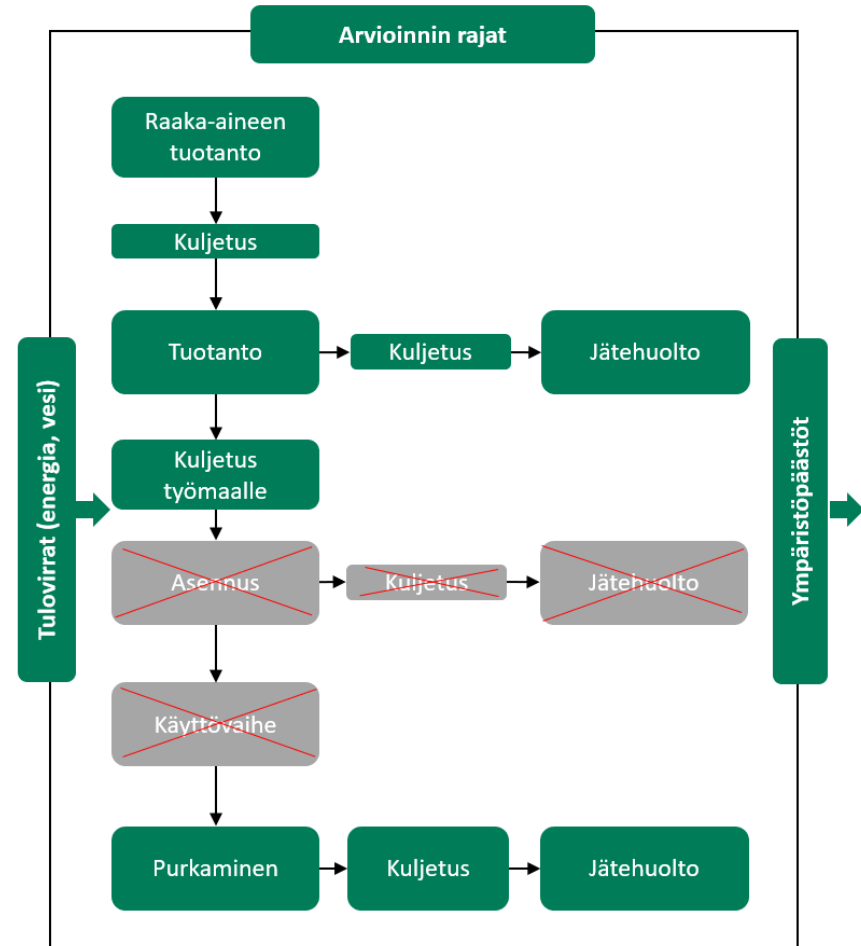 Arvioinnin rajat
Raaka-aineen
tuotanto
Kuljetus
Tuotanto
Kuljetus
Jätehuolto
Tulovirrat (energia, vesi)
Ympäristöpäästöt
Kuljetus
työmaalle
Asennus
Kuljetus
Jätehuolto
Käyttövaihe
Purkaminen
Kuljetus
Jätehuolto